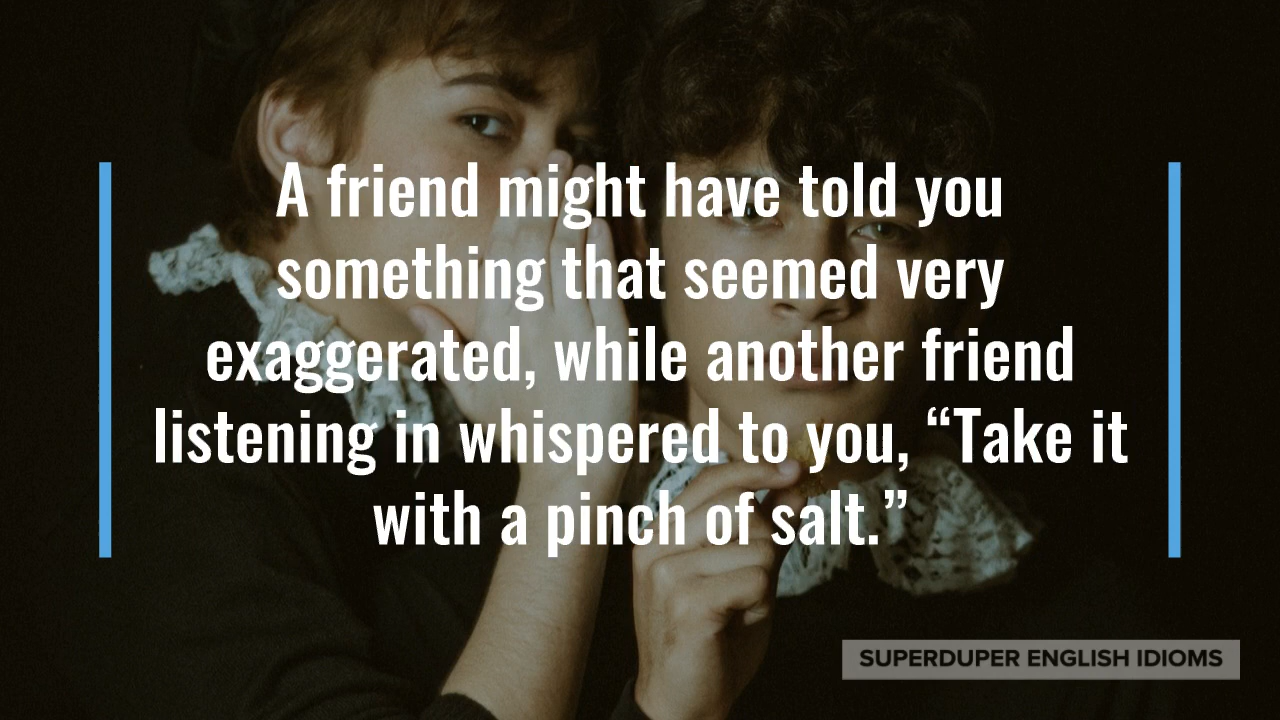 A friend might have told you
something that seemed very
exaggerated, while another friend
listening in whispered to you, “Take it
with a pinch of salt.”
SUPERDUPER ENGLISH IDIOMS